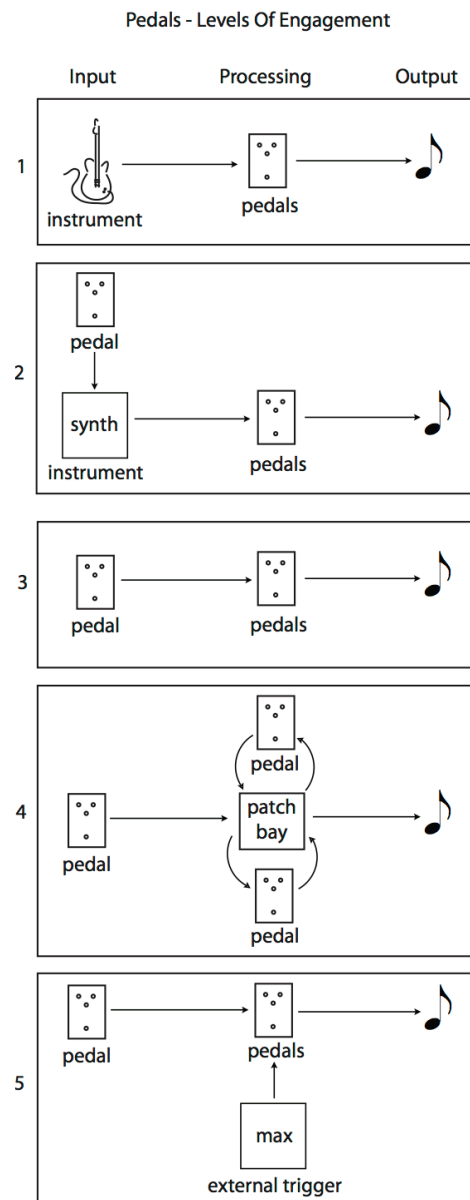 Pedals - Levels Of Engagement
Input Processing Output
1
instrument pedals
2
pedal
synth
instrument pedals
3
pedal pedals
4
pedal
patch
bay
pedal
pedal
5
pedal pedals
max
external trigger